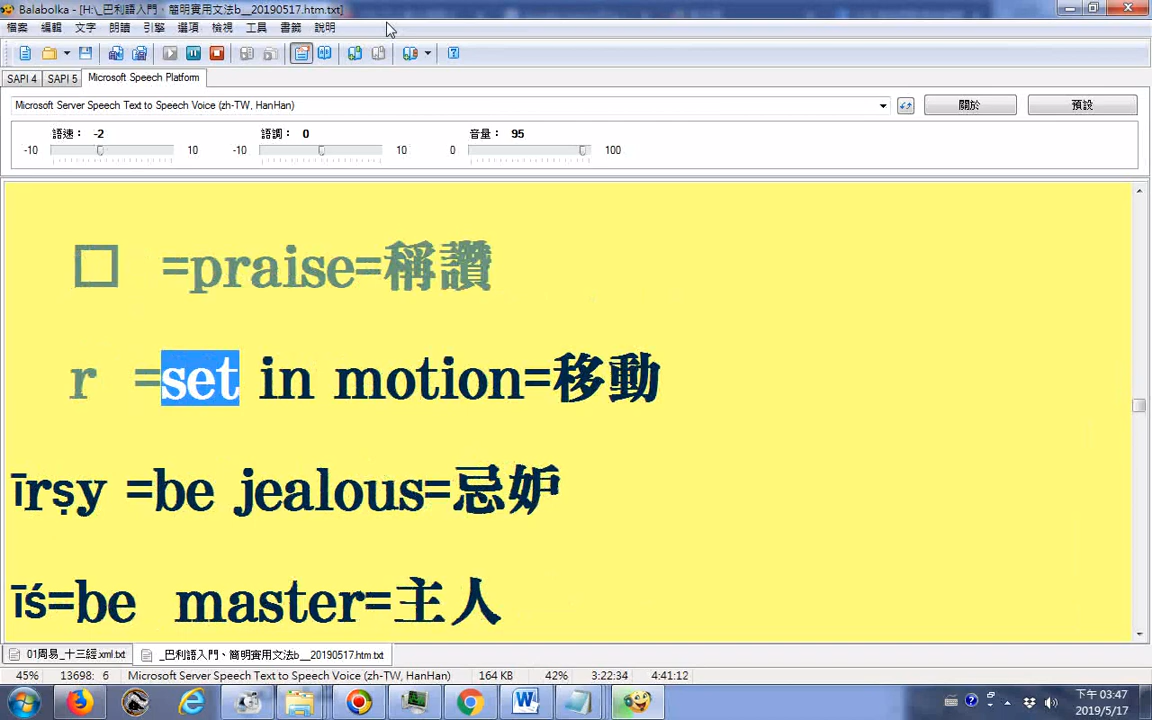 Balabolka - [H:\_巴利語入門、簡明實用文法b__20190517.htm.txt]
檔案 編輯 文字 朗讀 引擎 選項 檢視 工具 書籤 說明
SAPI 4 SAPI 5 Microsoft Speech Platform
Microsoft Server Speech Text to Speech Voice (zh-TW, HanHan) 關於 預設
語速： -2 語調： 0 音量： 95
-10 10 -10 10 0 100
□ =praise=稱讚
r =set in motion=移動
īrṣy =be jealous=忌妒
īś=be master=主人
01周易_十三經.xml.txt _巴利語入門、簡明實用文法b__20190517.htm.txt
45% 13698: 6 Microsoft Server Speech Text to Speech Voice (zh-TW, HanHan) 164 KB 42% 3:22:34 4:41:12
下午 03:47
2019/5/17